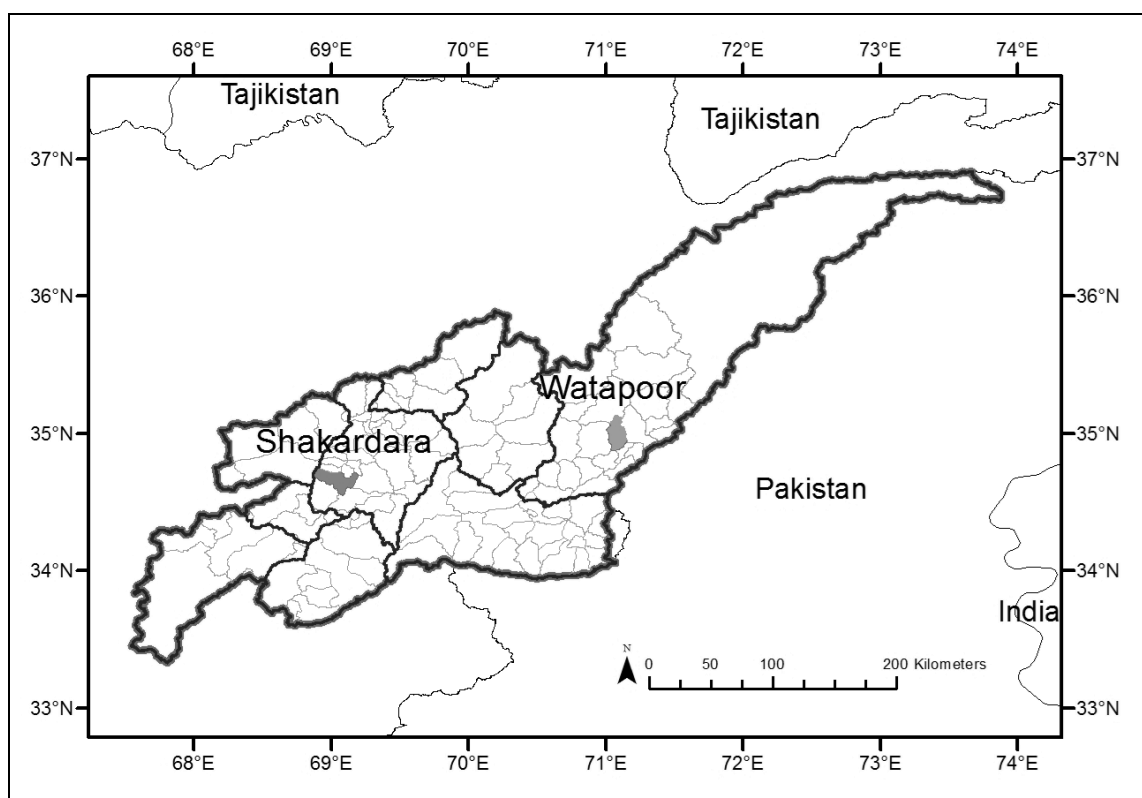 68°E 69°E 70°E 71°E 72°E 73°E 74°E
Tajikistan
Tajikistan
37°N 37°N
36°N 36°N
Watapoor
35°N 35°N
Shakardara
Pakistan
34°N 34°N
India
N
0 50 100 200 Kilometers
33°N 33°N
68°E 69°E 70°E 71°E 72°E 73°E 74°E